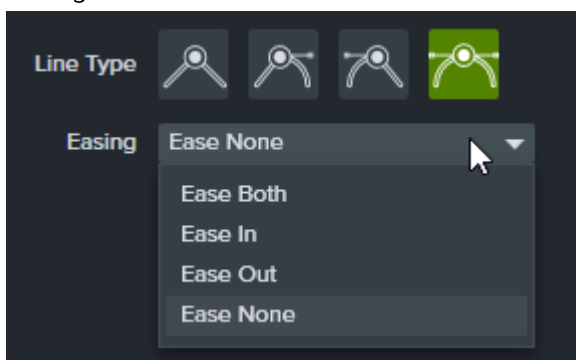 Line Type
Easing Ease None
Ease Both
Ease In
Ease Out
Ease None